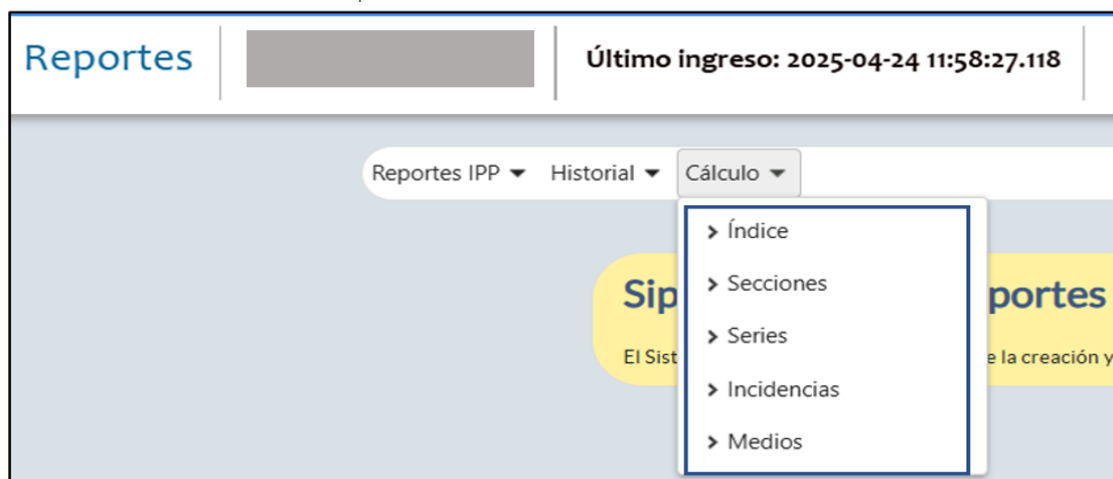 Reportes
Último ingreso: 2025-04-24 11:58:27.118
Reportes IPP Historial Cálculo
Índice
Secciones
Series
Incidencias
Medios
Sip portes
El Sist e la creación y